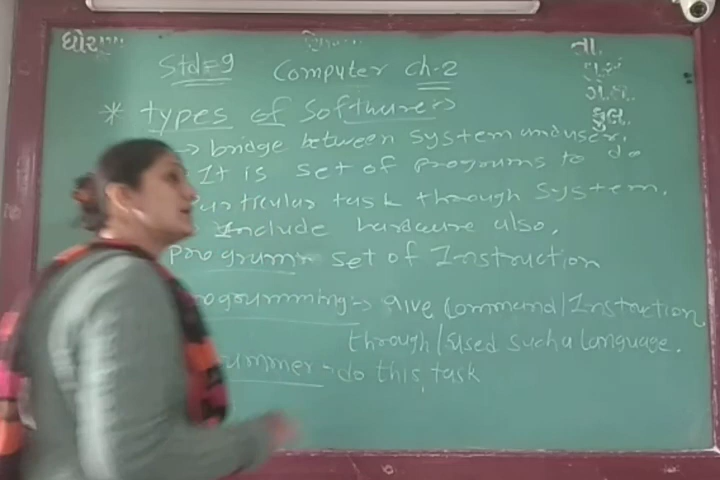 ધોરણ
તા.
Std=9 Computer ch-2
કુલ..
* types of Software :->
-> bridge between system and user.
It is set of programs to do
Particular task through System.
Include hardware also.
program - set of Instruction
rogramming -> give Command/Instruction
through/used such a language.
rammer - do this task